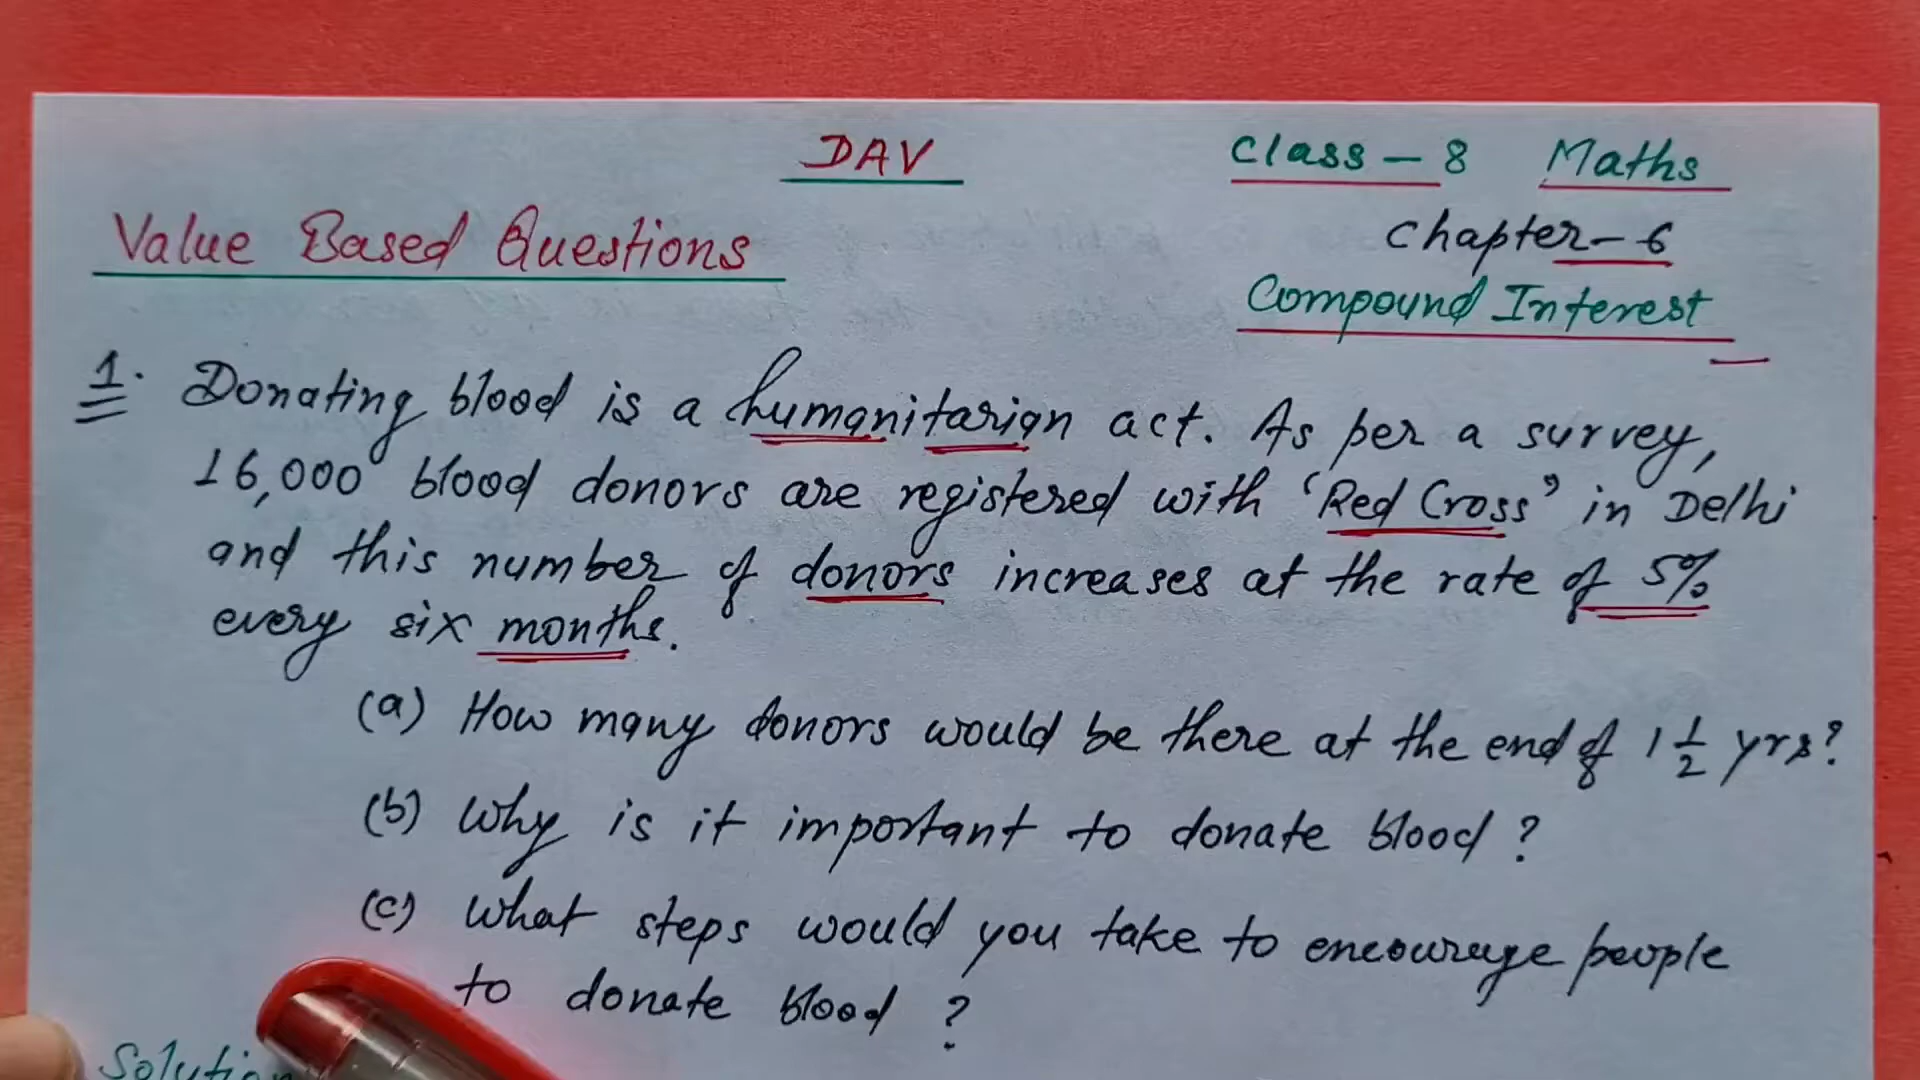 DAV
Class - 8 Maths
Value Based Questions
Chapter - 6
Compound Interest
1. Donating blood is a humanitarian act. As per a survey,
16,000 blood donors are registered with 'Red Cross' in Delhi
and this number of donors increases at the rate of 5%
every six months.
(a) How many donors would be there at the end of 1 1/2 yrs?
(b) Why is it important to donate blood?
(c) What steps would you take to encourage people
to donate blood?
Solution